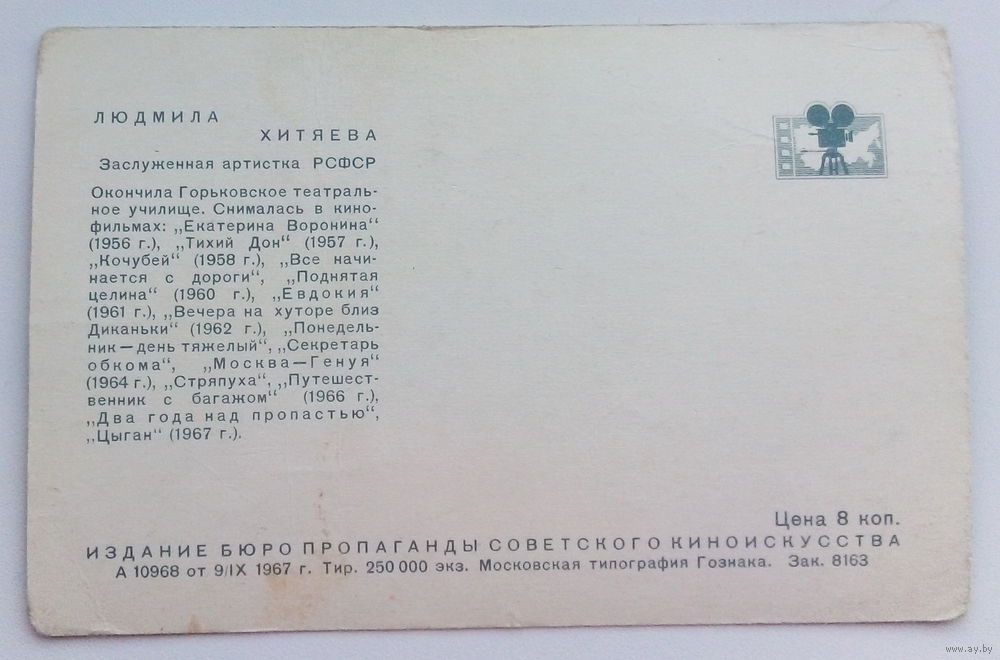 ЛЮДМИЛА
ХИТЯЕВА
Заслуженная артистка РСФСР
Окончила Горьковское театраль-
ное училище. Снималась в кино-
фильмах: „Екатерина Воронина“
(1956 г.), „Тихий Дон“ (1957 г.),
„Кочубей“ (1958 г.), „Все начи-
нается с дороги“, „Поднятая
целина“ (1960 г.), „Евдокия“
(1961 г.), „Вечера на хуторе близ
Диканьки“ (1962 г.), „Понедель-
ник — день тяжелый“, „Секретарь
обкома“, „Москва — Генуя“
(1964 г.), „Стряпуха“, „Путешест-
венник с багажом“ (1966 г.),
„Два года над пропастью“,
„Цыган“ (1967 г.).
Цена 8 коп.
ИЗДАНИЕ БЮРО ПРОПАГАНДЫ СОВЕТСКОГО КИНОИСКУССТВА
А 10968 от 9/IX 1967 г. Тир. 250 000 экз. Московская типография Гознака. Зак. 8163
www.ay.by